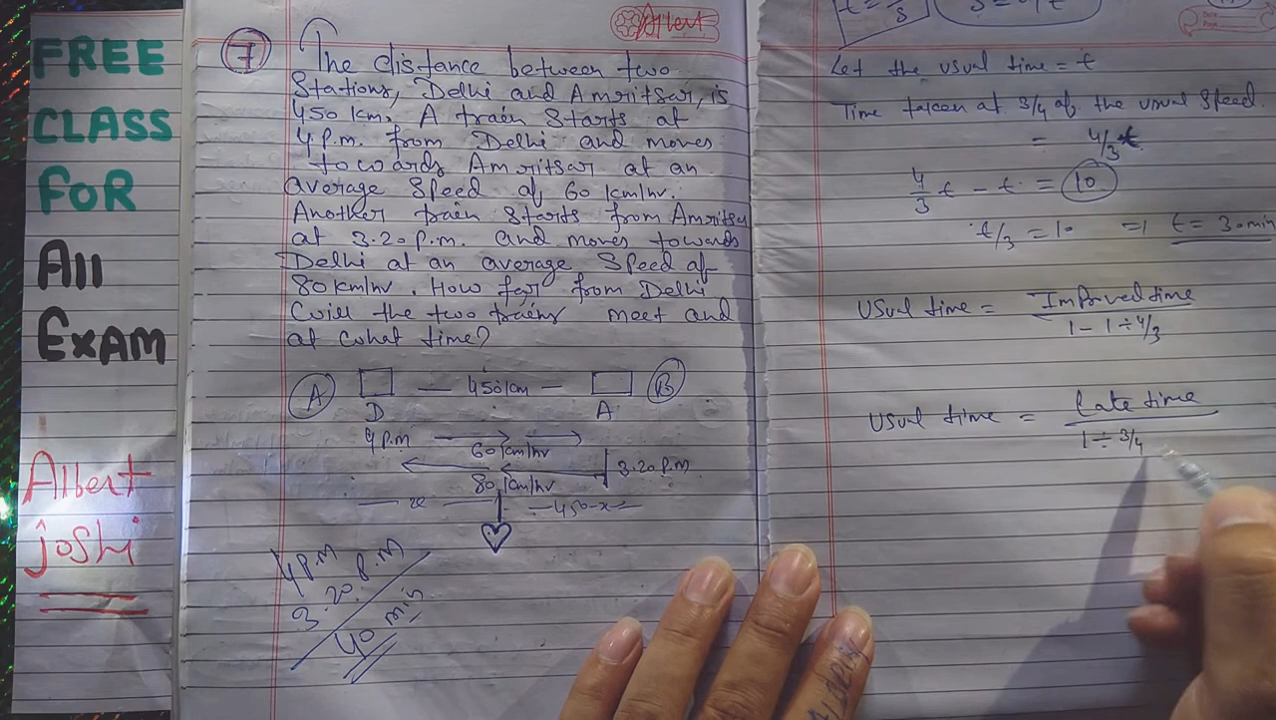 FREE
CLASS
FOR
All
EXAM
Albert
joshi
Albert
7
The distance between two
Stations, Delhi and Amritsar, is
450 km. A train Starts at
4 P.m. from Delhi and moves
towards Amritsar at an
average Speed of 60 km/hr.
Another train Starts from Amritsar
at 3.20 P.m. and moves towards
Delhi at an average Speed of
80 km/hr. How far from Delhi
will the two trains meet and
at what time?
A — 450 km — B
D A
4 P.m
60 km/hr
3.20 P.m
80 km/hr
— x — — 450-x —
4 P.M
3.20. P.M
40 min
Let the usual time = t
Time taken at 3/4 of the usual Speed.
= 4/3 t
4/3 t - t = 10
t/3 = 10 =1 t = 30 min
Usual time = Improved time
1 - 1 ÷ 4/3
Usual time = late time
1 ÷ 3/4